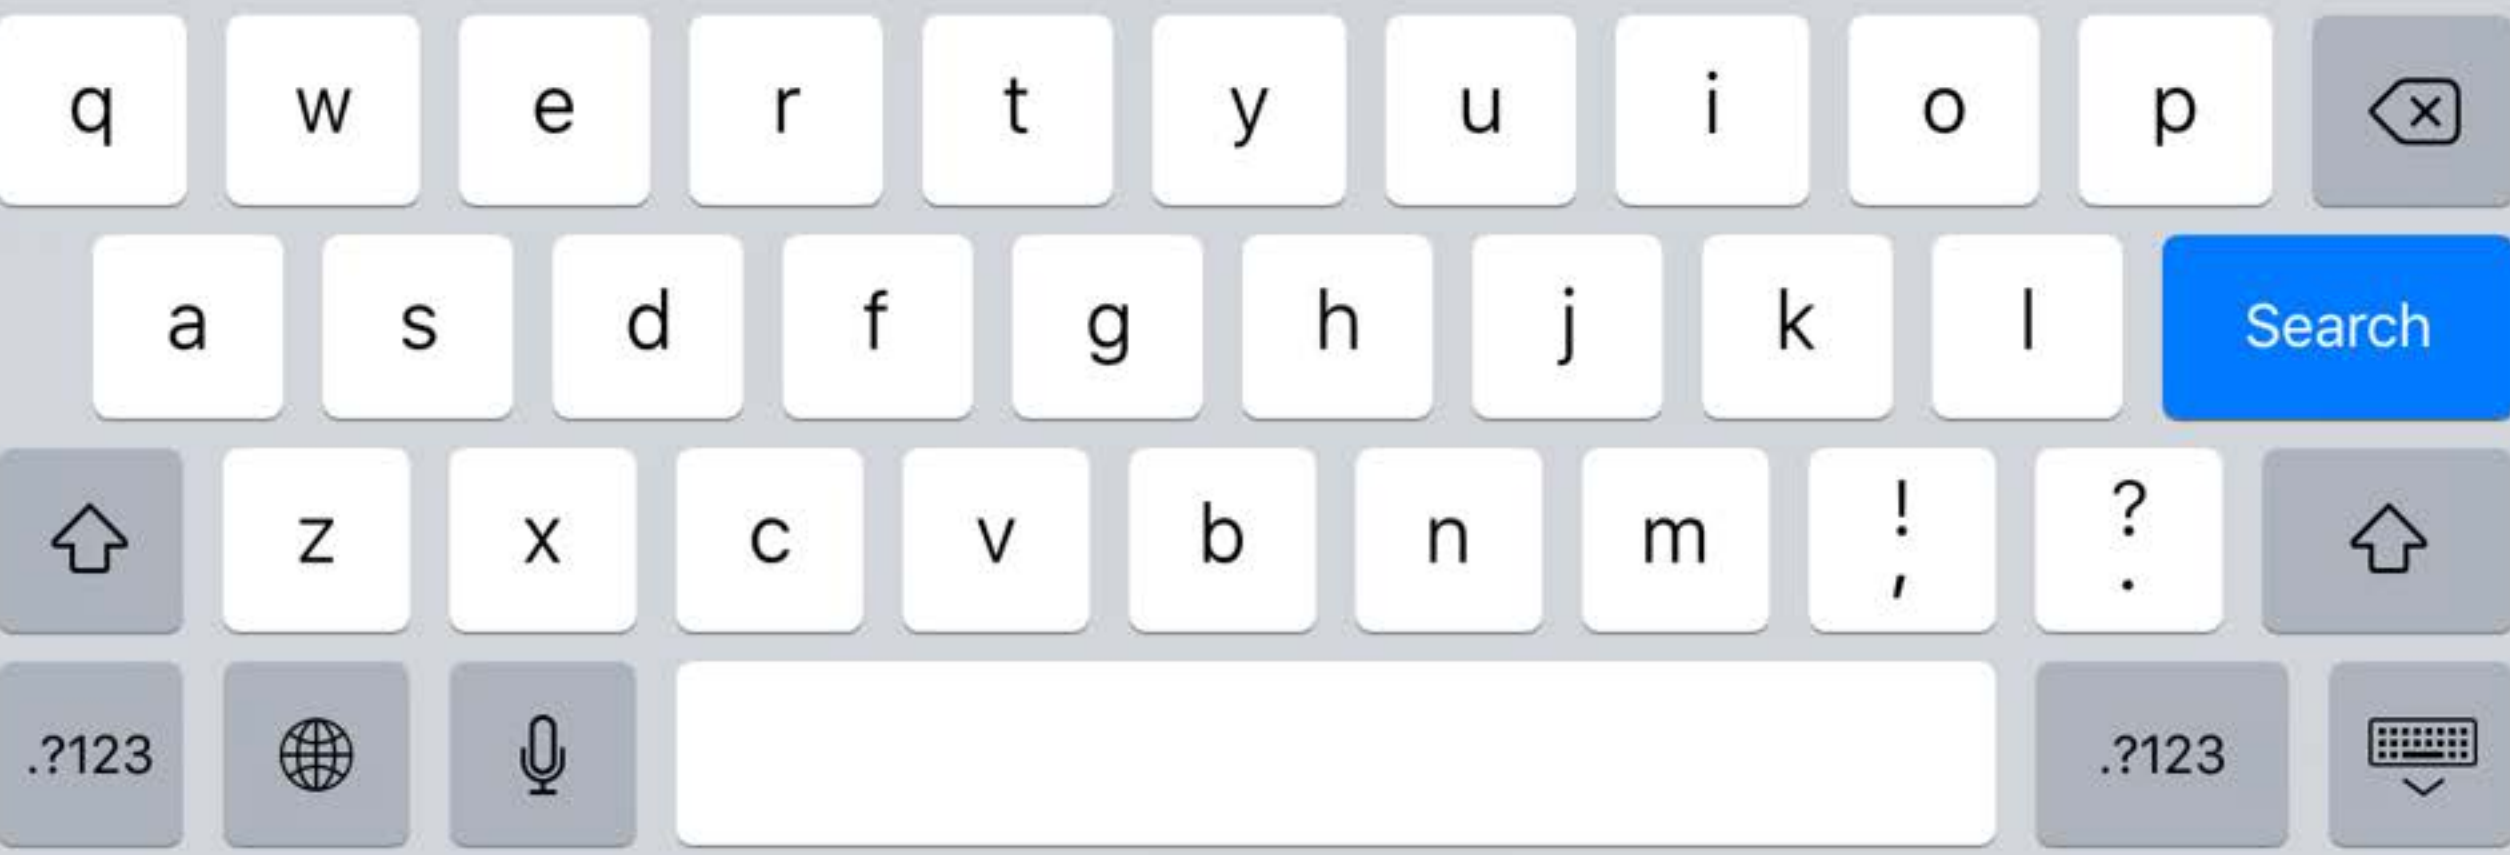 q w e r t y u i o p
a s d f g h j k l Search
z x c v b n m ! , ? .
.?123 .?123